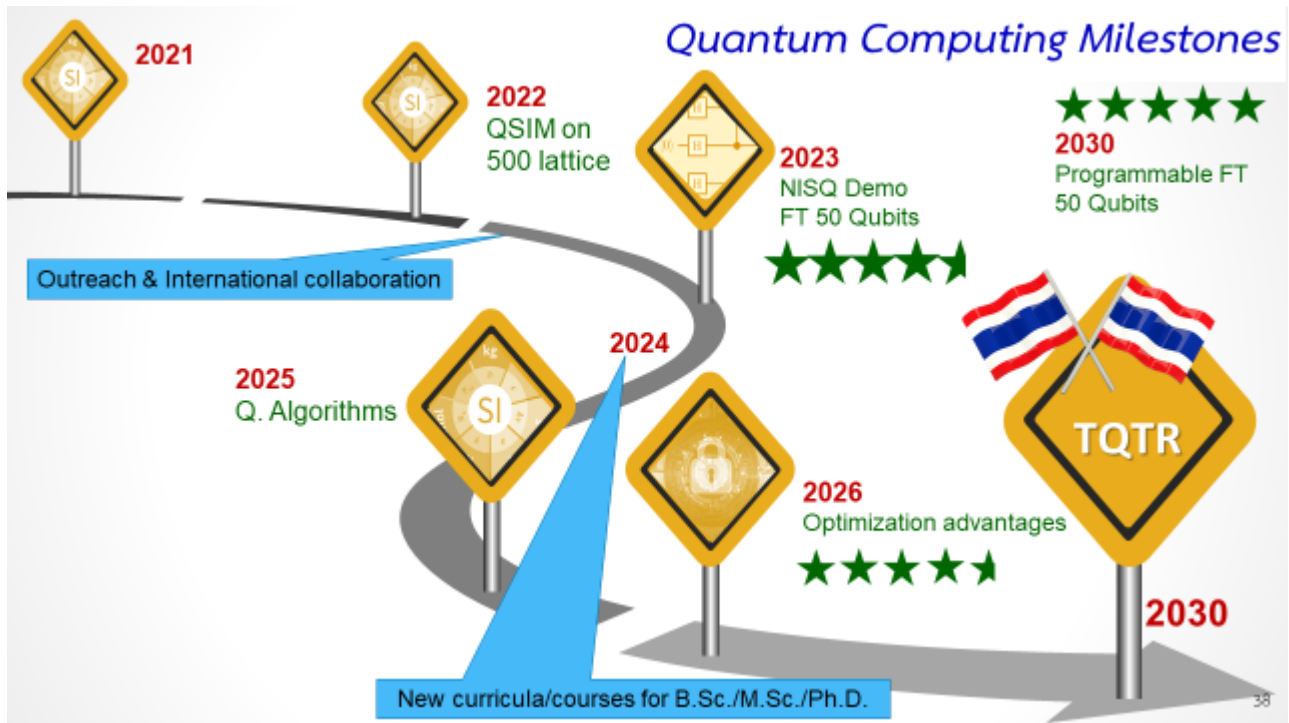 Quantum Computing Milestones
2021
SI
2022
QSIM on
500 lattice
SI
2023
NISQ Demo
FT 50 Qubits
2030
Programmable FT
50 Qubits
Outreach & International collaboration
2024
2025
Q. Algorithms
kg
SI
2026
Optimization advantages
TQTR
2030
New curricula/courses for B.Sc./M.Sc./Ph.D.
38